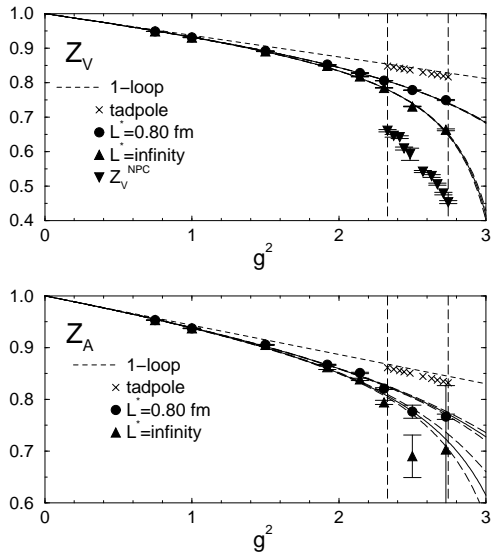 1.0
0.9
0.8
0.7
0.6
0.5
0.4
Z_V
1-loop
tadpole
L^*=0.80 fm
L^*=infinity
Z_V^NPC
0 1 2 3
g^2
1.0
0.9
0.8
0.7
0.6
Z_A
1-loop
tadpole
L^*=0.80 fm
L^*=infinity
0 1 2 3
g^2